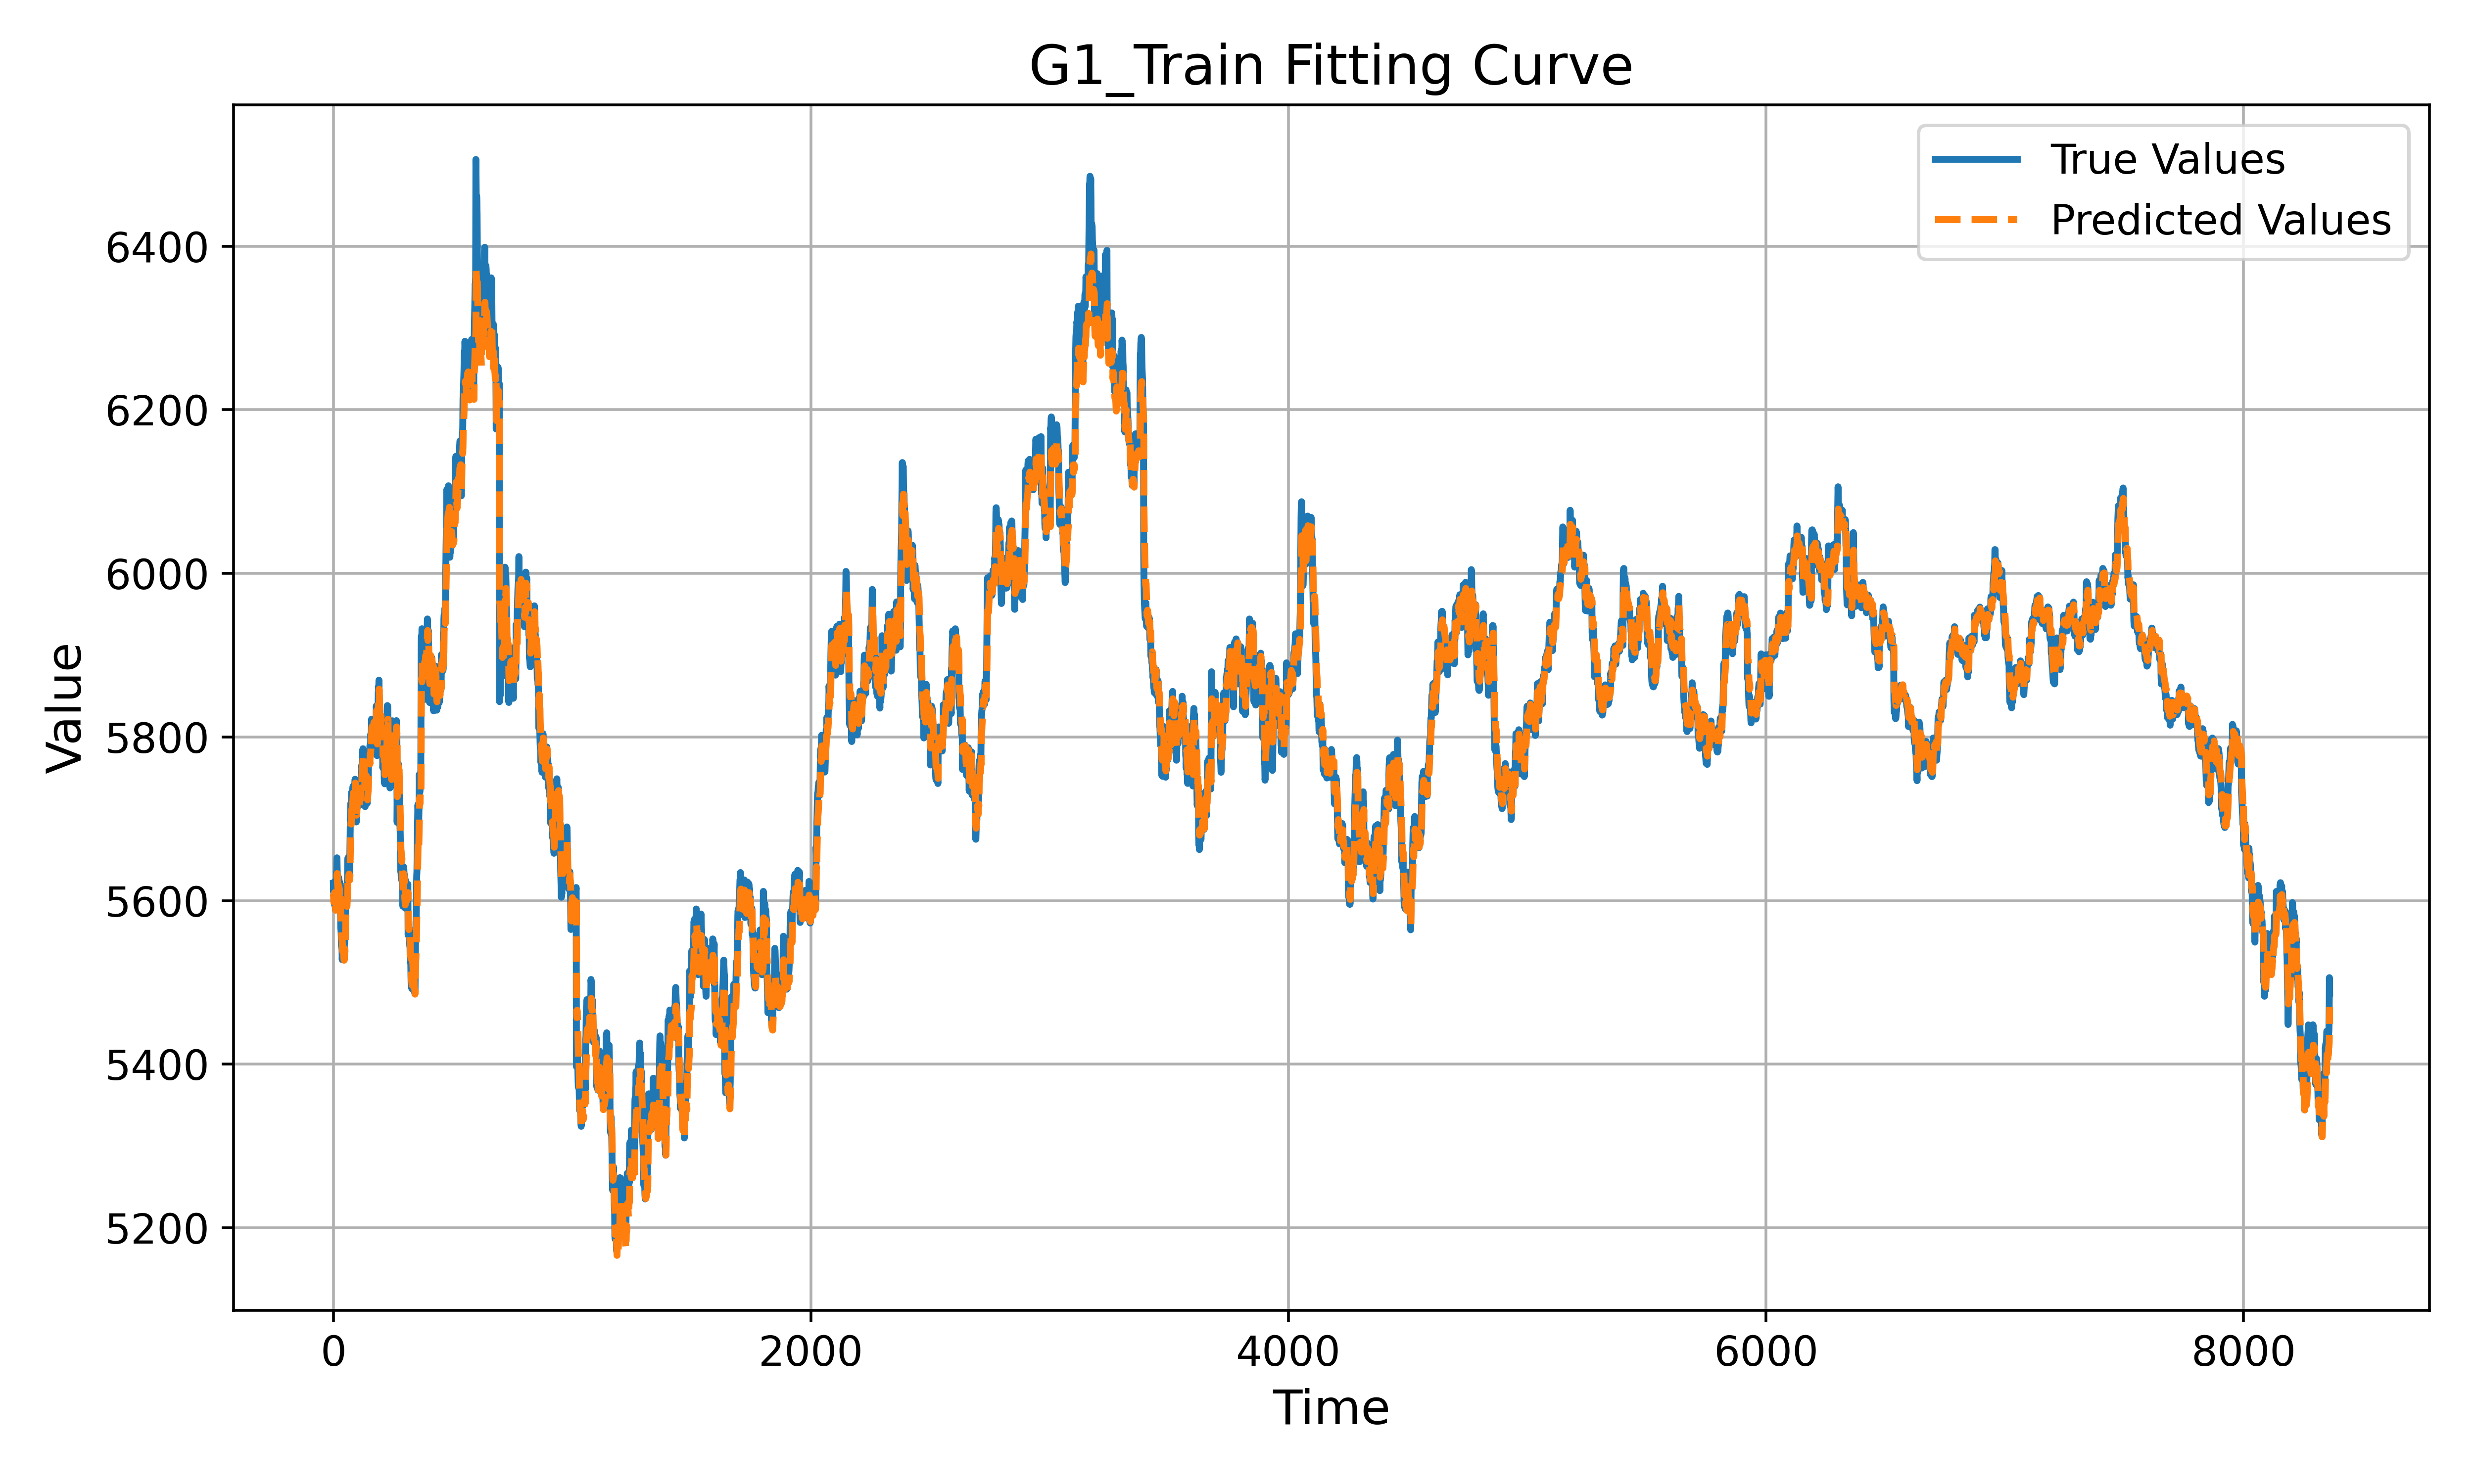 G1_Train Fitting Curve
True Values
Predicted Values
Value
6400
6200
6000
5800
5600
5400
5200
0 2000 4000 6000 8000
Time